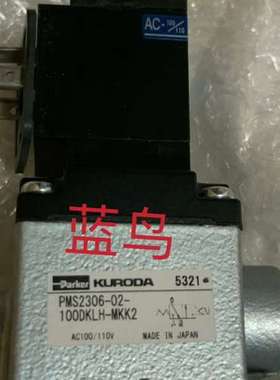 AC-100/110
蓝鸟
Parker KURODA 5321
PMS2306-02-
100DKLH-MKK2
AC100/110V MADE IN JAPAN